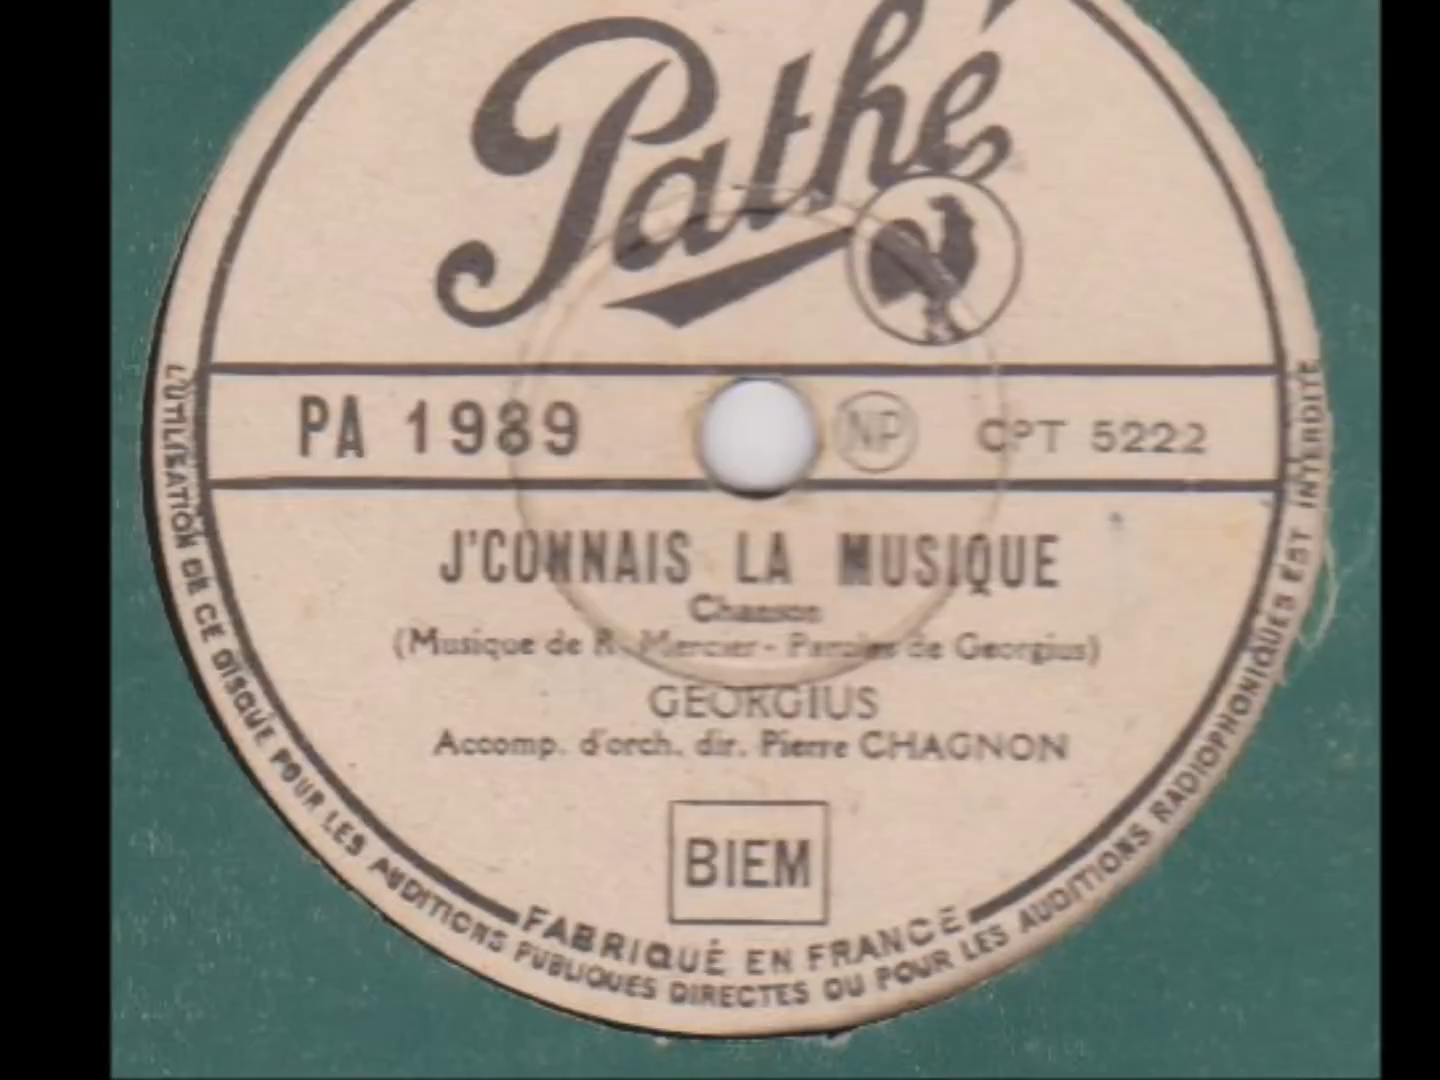 Pathé
PA 1989 NP CPT 5222
J'CONNAIS LA MUSIQUE
Chanson
(Musique de R. Mercier - Paroles de Georgius)
GEORGIUS
Accomp. d'orch. dir. Pierre CHAGNON
BIEM
FABRIQUÉ EN FRANCE
L'UTILISATION DE CE DISQUE POUR LES AUDITIONS PUBLIQUES DIRECTES OU POUR LES AUDITIONS RADIOPHONIQUES EST INTERDITE